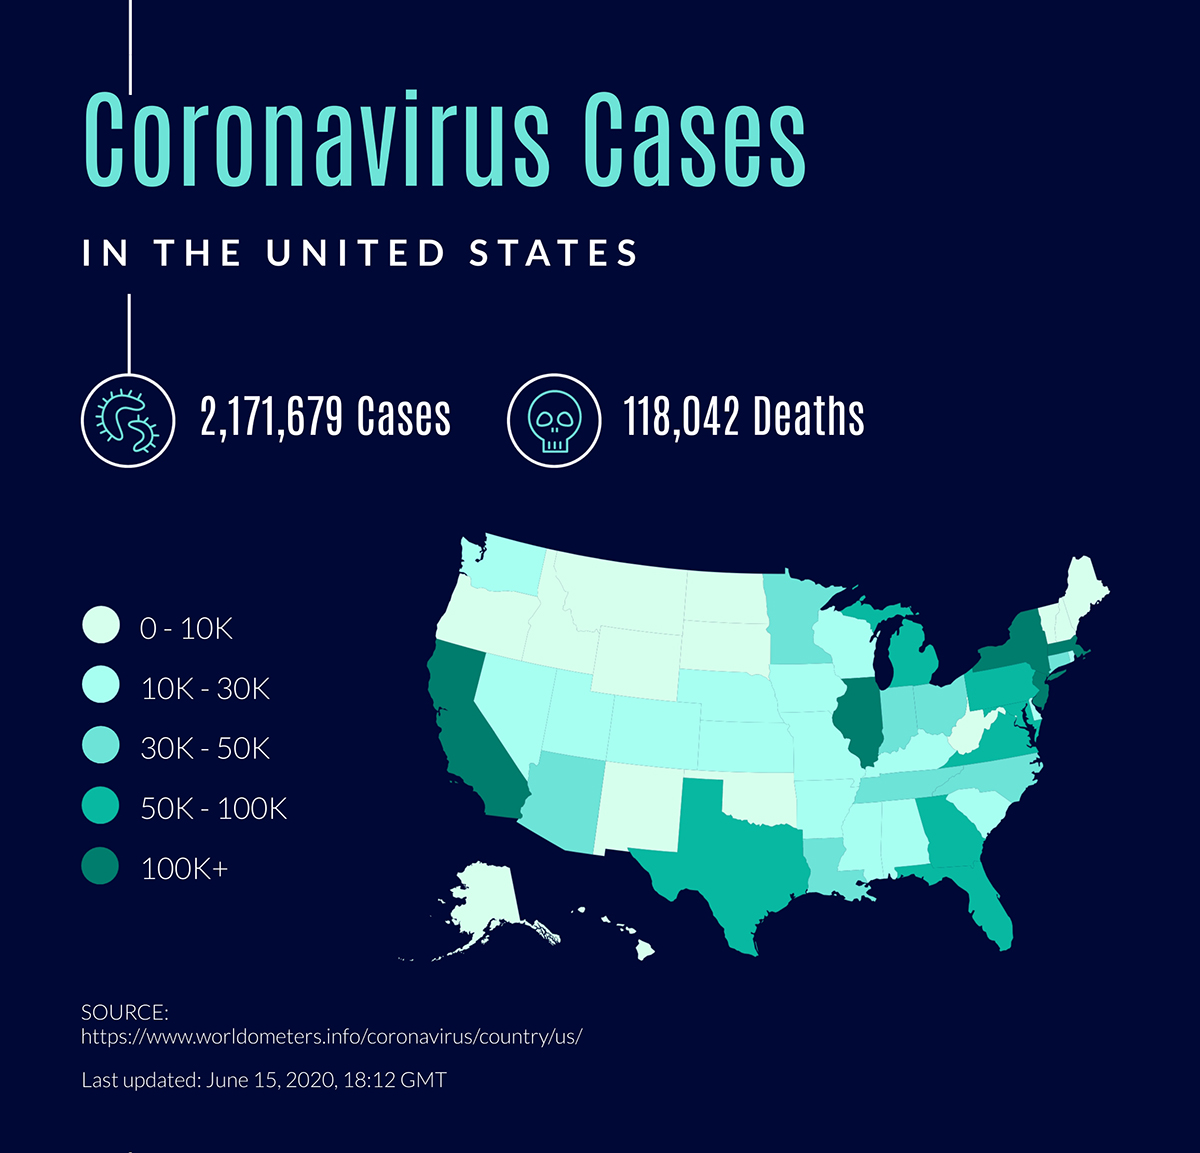 Coronavirus Cases
IN THE UNITED STATES
2,171,679 Cases
118,042 Deaths
0 - 10K
10K - 30K
30K - 50K
50K - 100K
100K+
SOURCE:
https://www.worldometers.info/coronavirus/country/us/
Last updated: June 15, 2020, 18:12 GMT